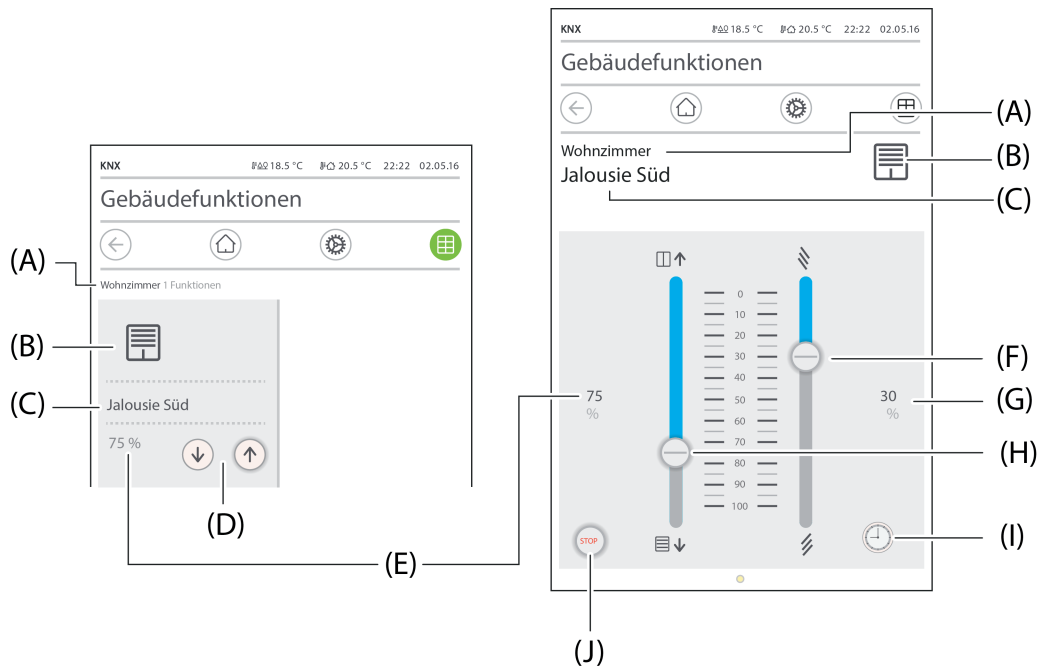 KNX 18.5 °C 20.5 °C 22:22 02.05.16
Gebäudefunktionen
(A)
Wohnzimmer 1 Funktionen
(B)
(C)
Jalousie Süd
75 %
(D)
(E)
KNX 18.5 °C 20.5 °C 22:22 02.05.16
Gebäudefunktionen
(A)
Wohnzimmer
(B)
Jalousie Süd
(C)
0
10
20
30
40
50
60
70
80
90
100
75
%
30
%
(F)
(G)
(H)
(I)
STOP
(J)